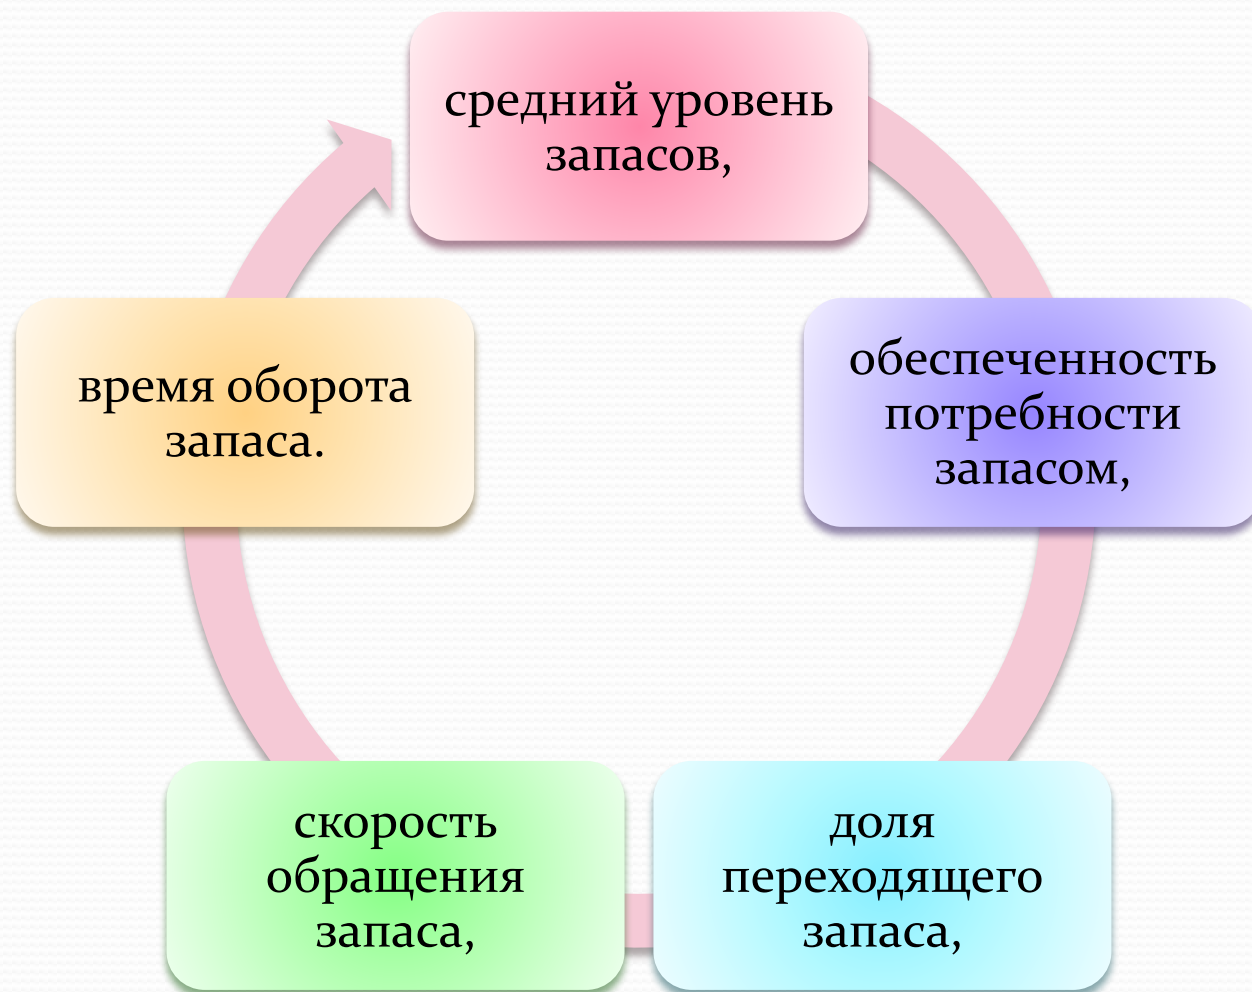 средний уровень
запасов,
обеспеченность
потребности
запасом,
доля
переходящего
запаса,
скорость
обращения
запаса,
время оборота
запаса.